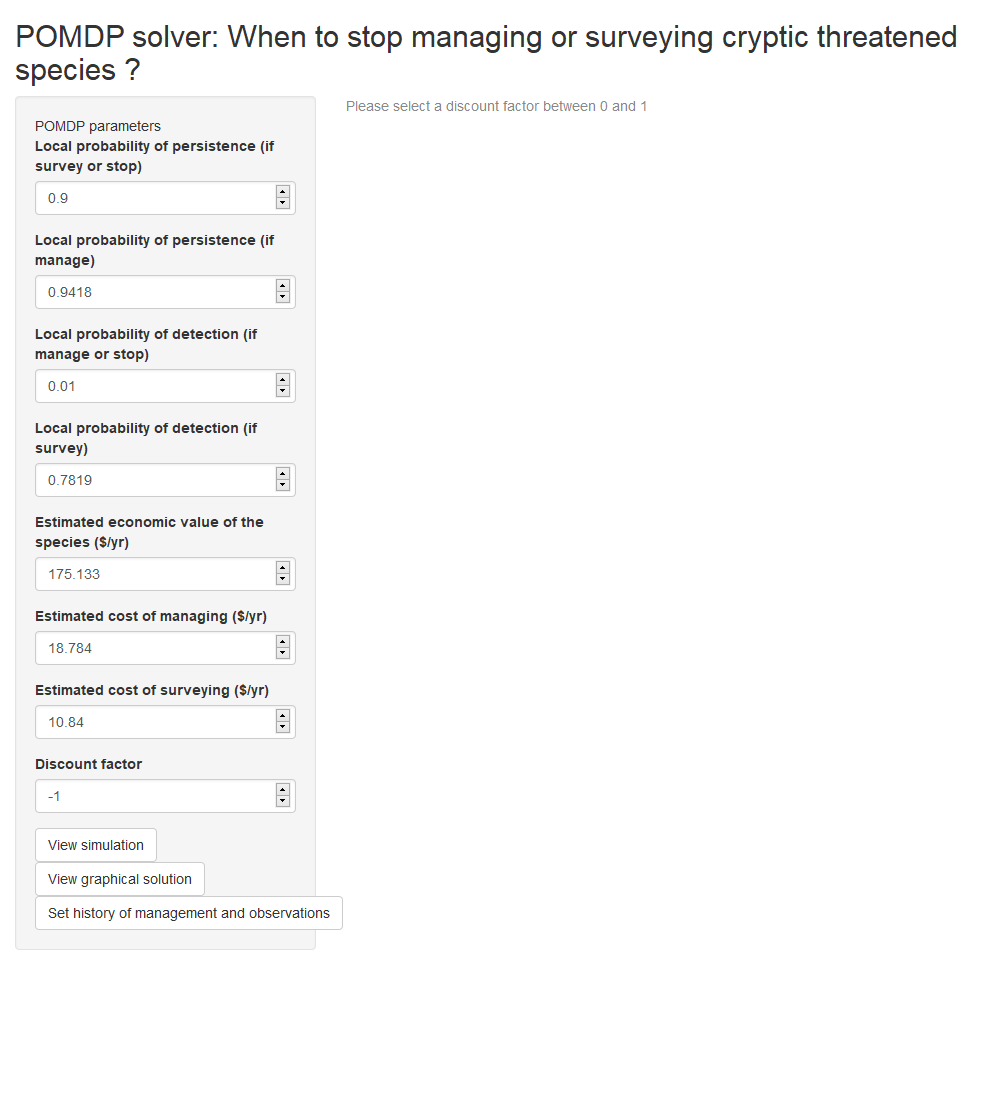 POMDP solver: When to stop managing or surveying cryptic threatened
species ?
Please select a discount factor between 0 and 1
POMDP parameters
Local probability of persistence (if
survey or stop)
0.9
Local probability of persistence (if
manage)
0.9418
Local probability of detection (if
manage or stop)
0.01
Local probability of detection (if
survey)
0.7819
Estimated economic value of the
species ($/yr)
175.133
Estimated cost of managing ($/yr)
18.784
Estimated cost of surveying ($/yr)
10.84
Discount factor
-1
View simulation
View graphical solution
Set history of management and observations